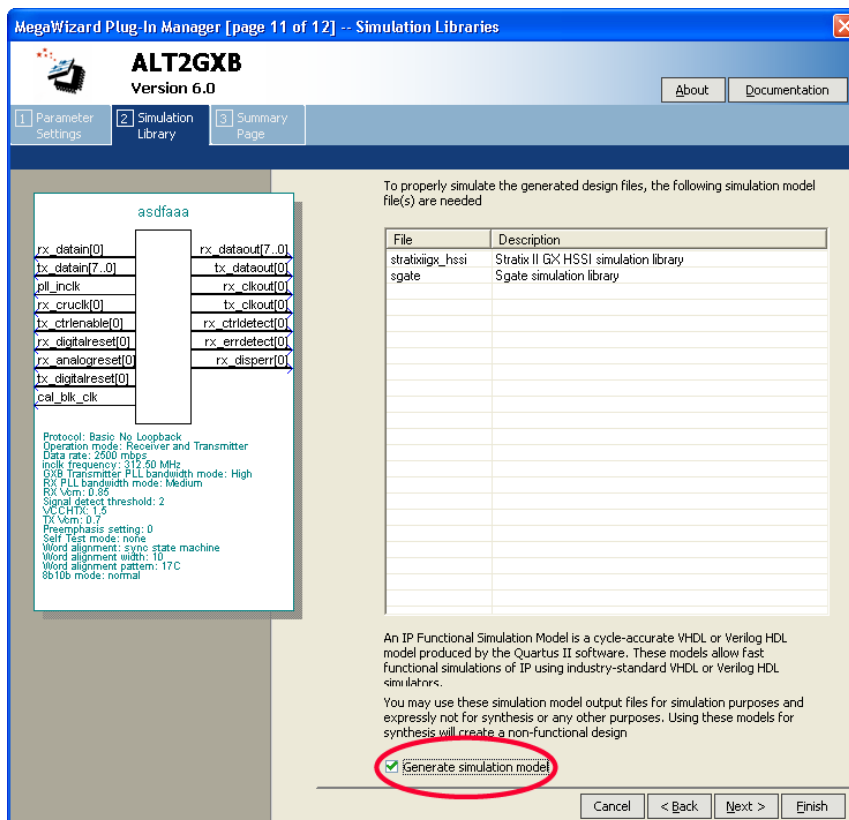 MegaWizard Plug-In Manager [page 11 of 12] -- Simulation Libraries
ALT2GXB
Version 6.0
About
Documentation
1 Parameter Settings
2 Simulation Library
3 Summary Page
To properly simulate the generated design files, the following simulation model
file(s) are needed
asdfaaa
rx_datain[0]
tx_datain[7..0]
pll_inclk
rx_cruclk[0]
tx_ctrlenable[0]
rx_digitalreset[0]
rx_analogreset[0]
tx_digitalreset[0]
cal_blk_clk
rx_dataout[7..0]
tx_dataout[0]
rx_clkout[0]
tx_clkout[0]
rx_ctrldetect[0]
rx_errdetect[0]
rx_disperr[0]
Protocol: Basic No Loopback
Operation mode: Receiver and Transmitter
Data rate: 2500 mbps
inclk frequency: 312.50 MHz
GXB Transmitter PLL bandwidth mode: High
RX PLL bandwidth mode: Medium
RX Vcm: 0.85
Signal detect threshold: 2
VCCHTX: 1.5
TX Vcm: 0.7
Preemphasis setting: 0
Self Test mode: none
Word alignment: sync state machine
Word alignment width: 10
Word alignment pattern: 17C
8b10b mode: normal
File Description
stratixiigx_hssi Stratix II GX HSSI simulation library
sgate Sgate simulation library
An IP Functional Simulation Model is a cycle-accurate VHDL or Verilog HDL
model produced by the Quartus II software. These models allow fast
functional simulations of IP using industry-standard VHDL or Verilog HDL
simulators.
You may use these simulation model output files for simulation purposes and
expressly not for synthesis or any other purposes. Using these models for
synthesis will create a non-functional design
Generate simulation model
Cancel
< Back
Next >
Finish